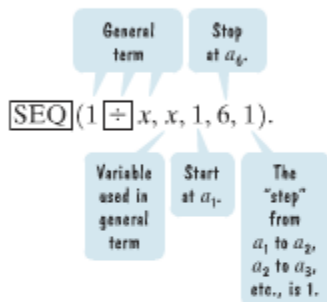 General
term
Stop
at a₆.
SEQ (1 ÷ x, x, 1, 6, 1).
Variable
used in
general
term
Start
at a₁.
The
"step"
from
a₁ to a₂,
a₂ to a₃,
etc., is 1.